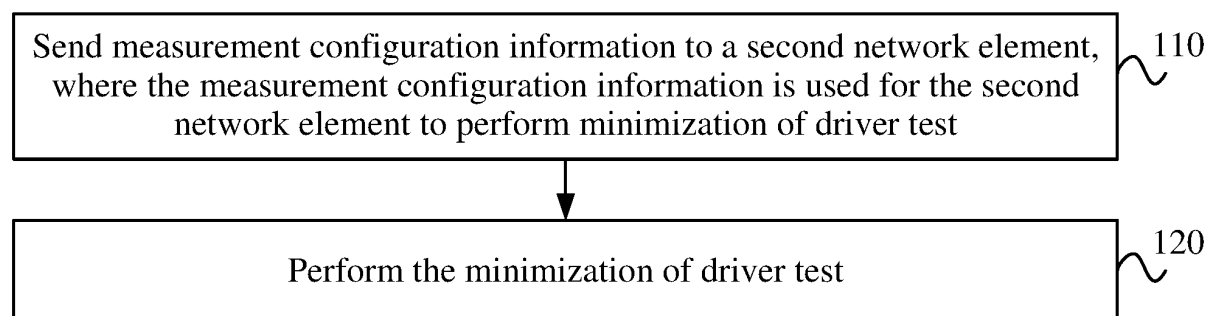 Send measurement configuration information to a second network element,
where the measurement configuration information is used for the second
network element to perform minimization of driver test
110
Perform the minimization of driver test
120